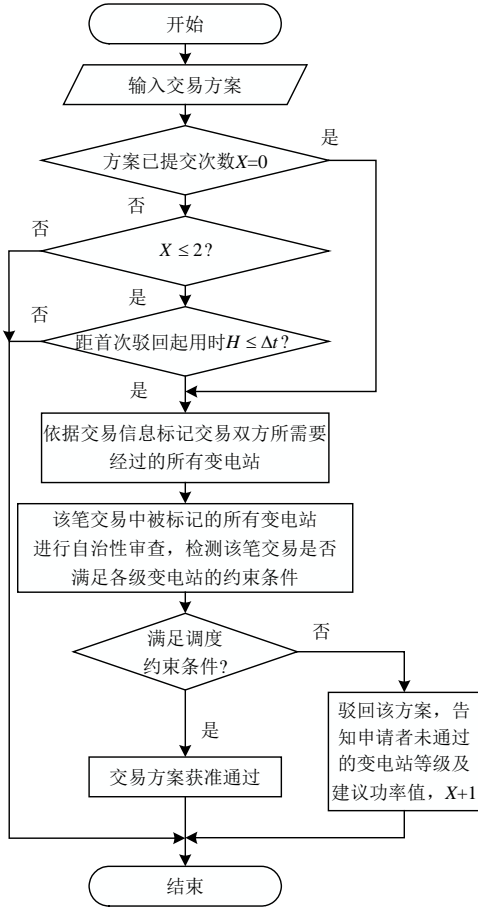 开始
输入交易方案
是
方案已提交次数X=0
否
否
X ≤ 2?
是
否
距首次驳回起用时H ≤ Δt?
是
依据交易信息标记交易双方所需要
经过的所有变电站
该笔交易中被标记的所有变电站
进行自治性审查，检测该笔交易是否
满足各级变电站的约束条件
满足调度
约束条件?
否
是
驳回该方案，告
知申请者未通过
的变电站等级及
建议功率值，X+1
交易方案获准通过
结束